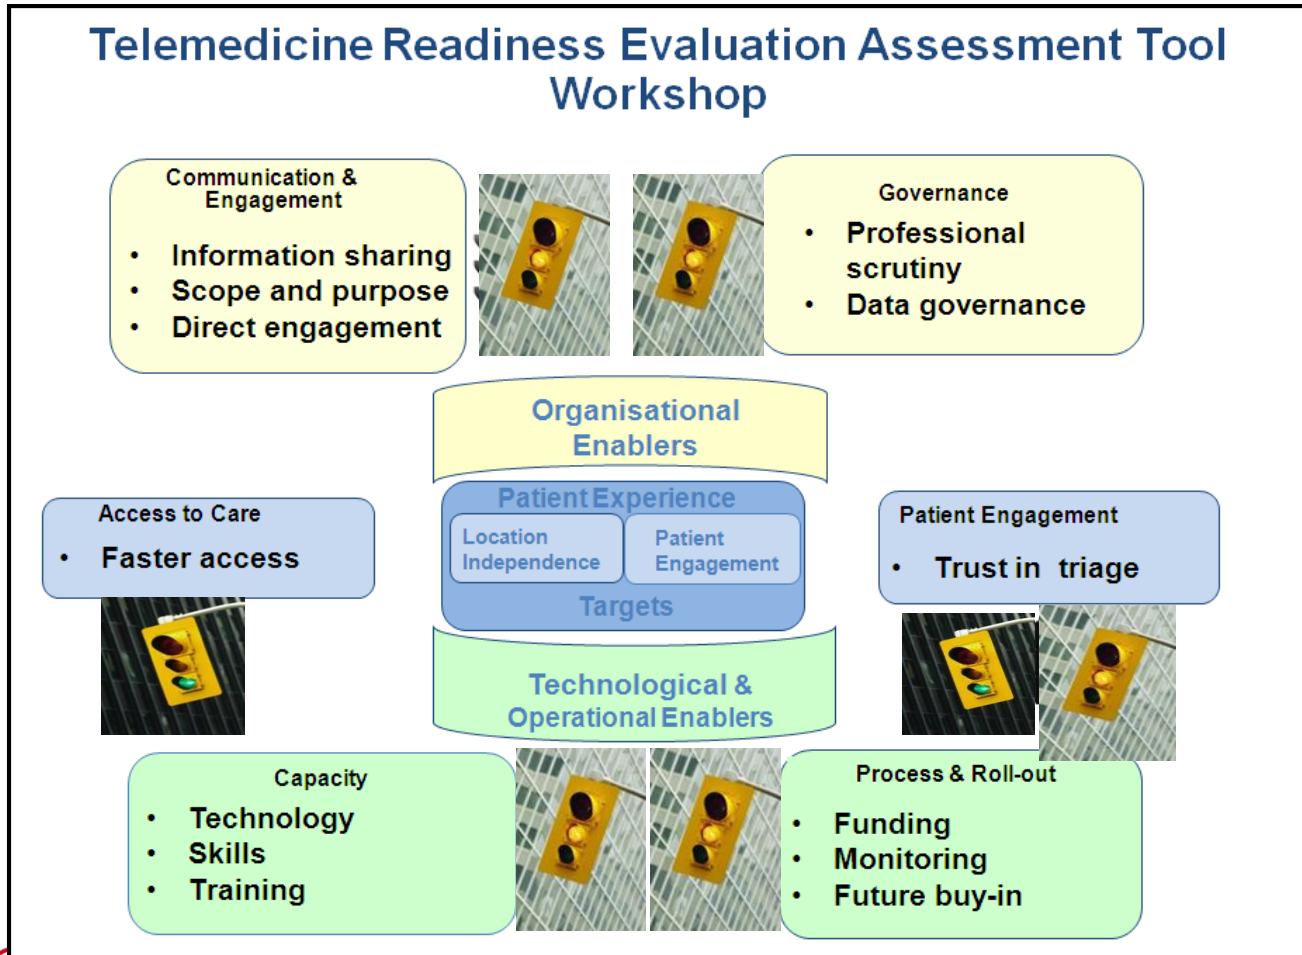 Telemedicine Readiness Evaluation Assessment Tool
Workshop
Communication &
Engagement
• Information sharing
• Scope and purpose
• Direct engagement
Governance
• Professional
scrutiny
• Data governance
Organisational
Enablers
Patient Experience
Location
Independence
Patient
Engagement
Targets
Access to Care
• Faster access
Patient Engagement
• Trust in triage
Technological &
Operational Enablers
Capacity
• Technology
• Skills
• Training
Process & Roll-out
• Funding
• Monitoring
• Future buy-in